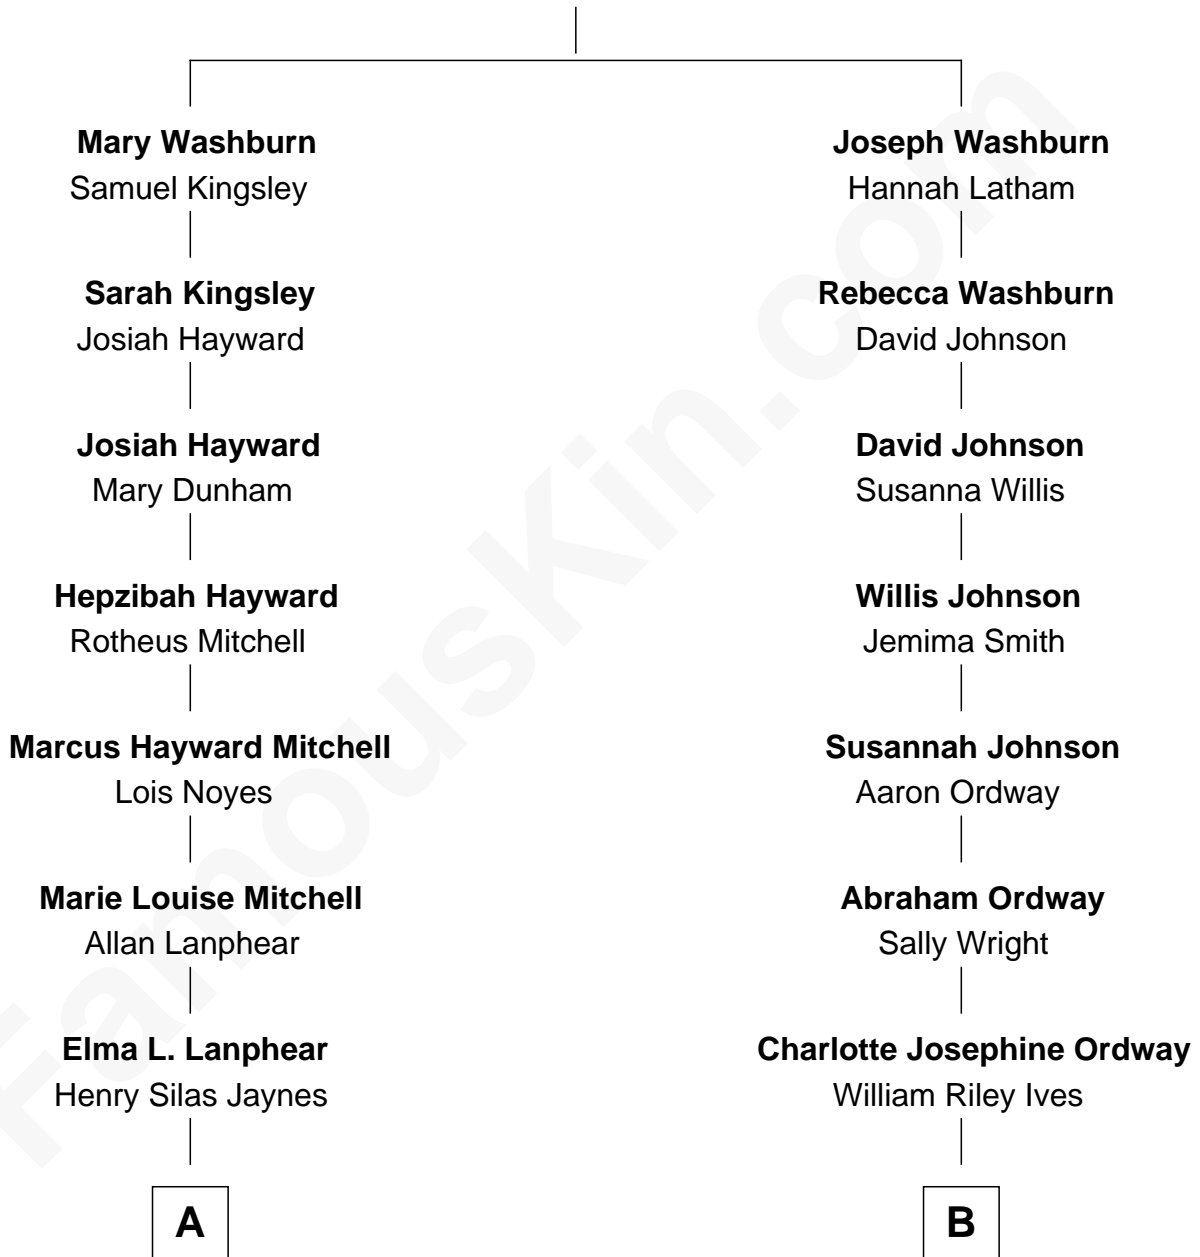 Mary Washburn
Samuel Kingsley
Sarah Kingsley
Josiah Hayward
Josiah Hayward
Mary Dunham
Hepzibah Hayward
Rotheus Mitchell
Marcus Hayward Mitchell
Lois Noyes
Marie Louise Mitchell
Allan Lanphear
Elma L. Lanphear
Henry Silas Jaynes
A
Joseph Washburn
Hannah Latham
Rebecca Washburn
David Johnson
David Johnson
Susanna Willis
Willis Johnson
Jemima Smith
Susannah Johnson
Aaron Ordway
Abraham Ordway
Sally Wright
Charlotte Josephine Ordway
William Riley Ives
B
FamousKin.com